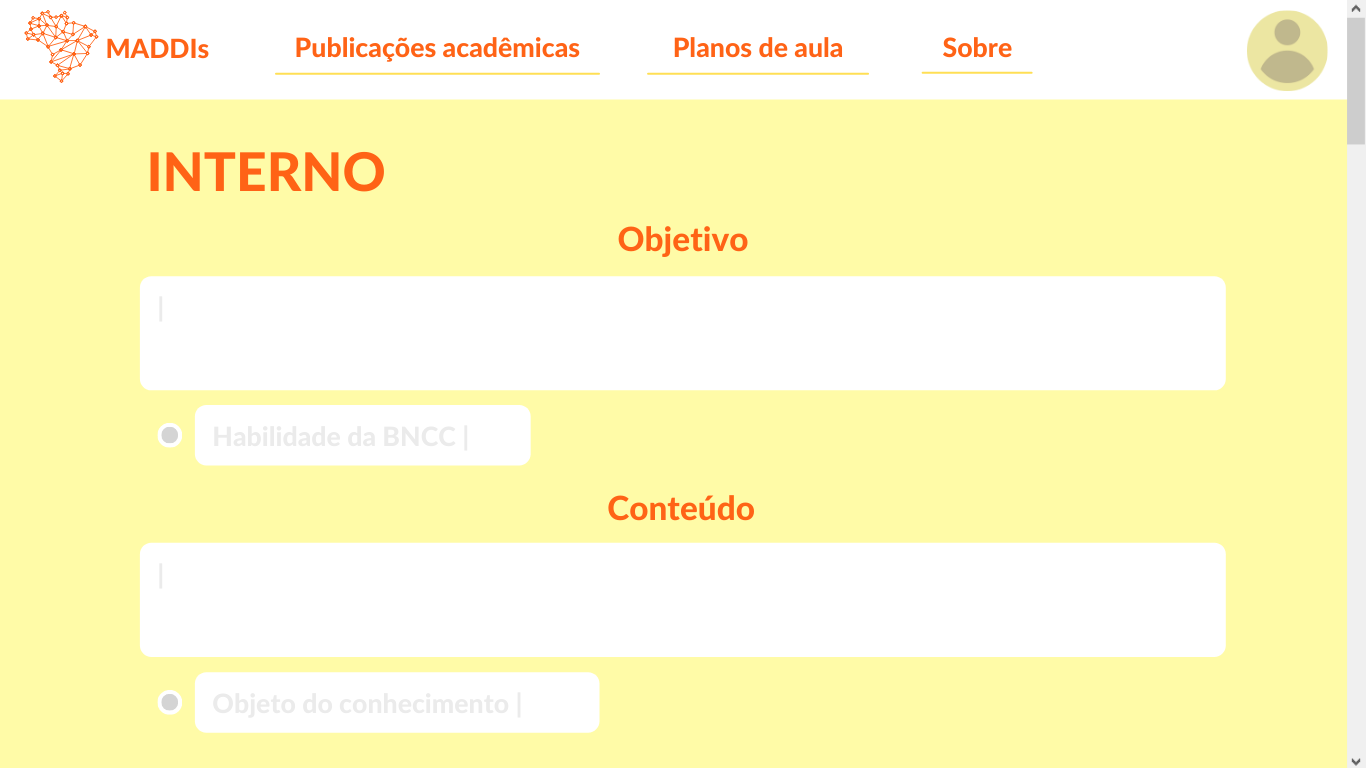 MADDIs
Publicações acadêmicas
Planos de aula
Sobre
INTERNO
Objetivo
|
Habilidade da BNCC |
Conteúdo
|
Objeto do conhecimento |